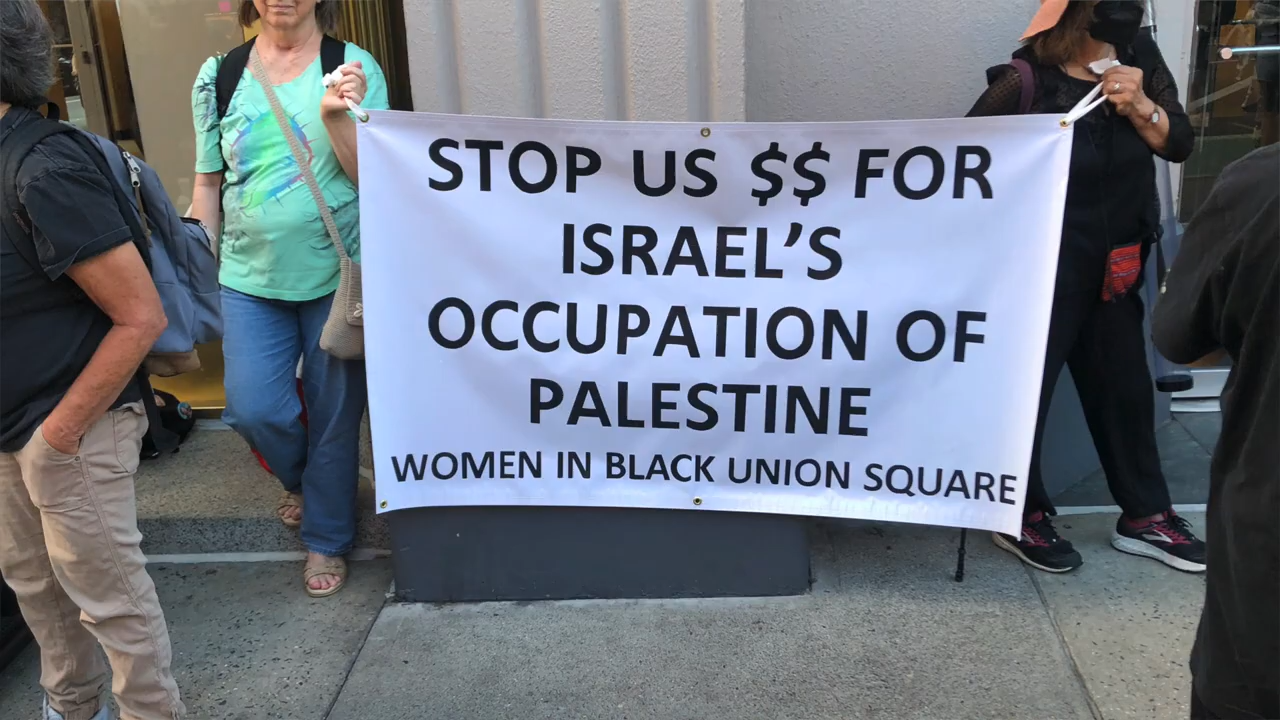 STOP US $$ FOR
ISRAEL'S
OCCUPATION OF
PALESTINE
WOMEN IN BLACK UNION SQUARE